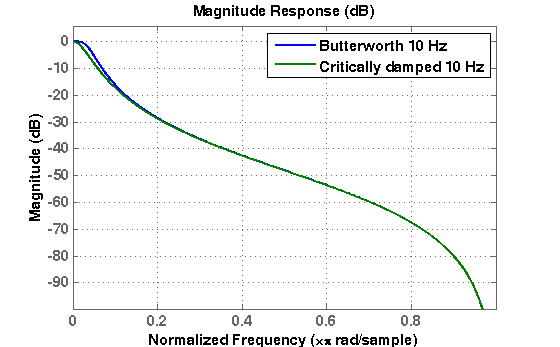 Magnitude Response (dB)
Butterworth 10 Hz
Critically damped 10 Hz
Magnitude (dB)
0
-10
-20
-30
-40
-50
-60
-70
-80
-90
0 0.2 0.4 0.6 0.8
Normalized Frequency (×π rad/sample)